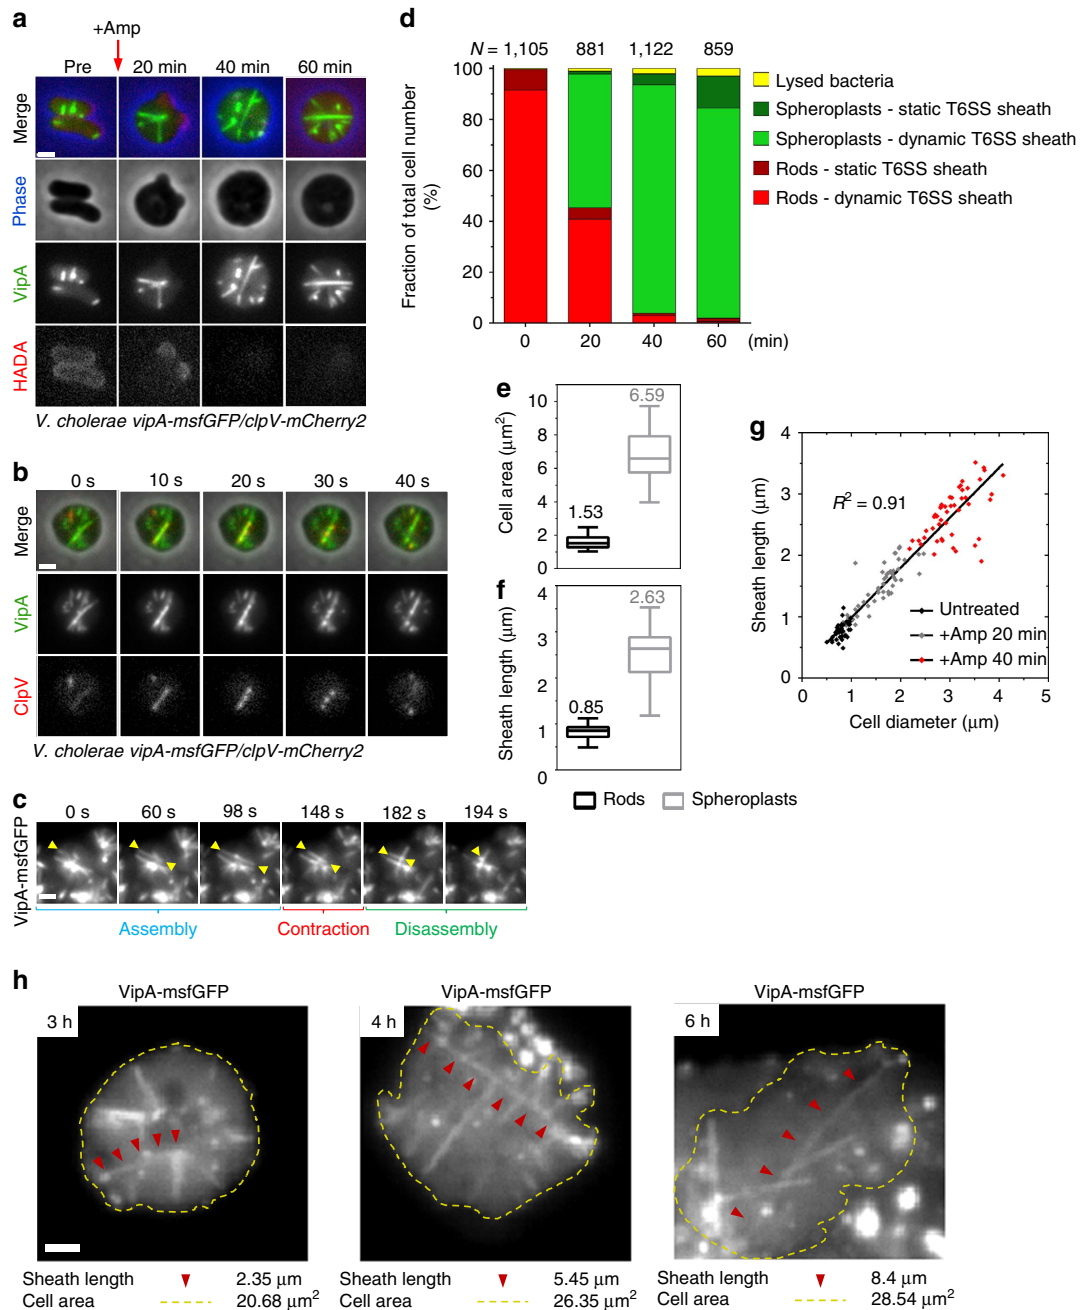 a
+Amp
Pre 20 min 40 min 60 min
Merge
Phase
VipA
HADA
V. cholerae vipA-msfGFP/clpV-mCherry2
b
0 s 10 s 20 s 30 s 40 s
Merge
VipA
ClpV
V. cholerae vipA-msfGFP/clpV-mCherry2
c
0 s 60 s 98 s 148 s 182 s 194 s
VipA-msfGFP
Assembly Contraction Disassembly
d
N = 1,105 881 1,122 859
Fraction of total cell number
(%)
100
80
60
40
20
0
0 20 40 60 (min)
Lysed bacteria
Spheroplasts - static T6SS sheath
Spheroplasts - dynamic T6SS sheath
Rods - static T6SS sheath
Rods - dynamic T6SS sheath
e
Cell area (μm²)
10
8
6
4
2
0
1.53
6.59
f
Sheath length (μm)
4
3
2
1
0
0.85
2.63
Rods Spheroplasts
g
Sheath length (μm)
4
3
2
1
0
R² = 0.91
Untreated
+Amp 20 min
+Amp 40 min
0 1 2 3 4 5
Cell diameter (μm)
h
VipA-msfGFP VipA-msfGFP VipA-msfGFP
3 h 4 h 6 h
Sheath length 2.35 μm
Cell area 20.68 μm²
Sheath length 5.45 μm
Cell area 26.35 μm²
Sheath length 8.4 μm
Cell area 28.54 μm²